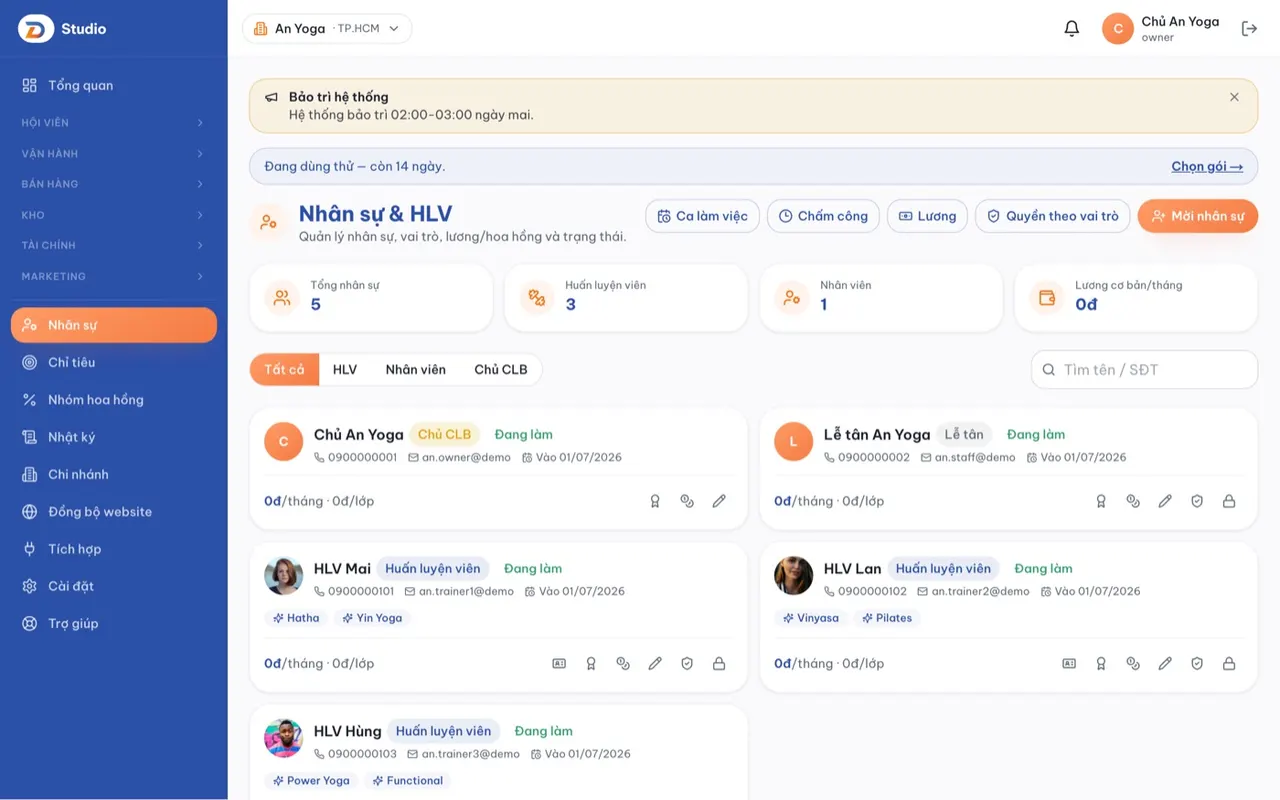 Studio
Tổng quan
HỘI VIÊN
VẬN HÀNH
BÁN HÀNG
KHO
TÀI CHÍNH
MARKETING
Nhân sự
Chỉ tiêu
Nhóm hoa hồng
Nhật ký
Chi nhánh
Đồng bộ website
Tích hợp
Cài đặt
Trợ giúp
An Yoga · TP.HCM
C
Chủ An Yoga
owner
Bảo trì hệ thống
Hệ thống bảo trì 02:00-03:00 ngày mai.
Đang dùng thử — còn 14 ngày.
Chọn gói →
Nhân sự & HLV
Quản lý nhân sự, vai trò, lương/hoa hồng và trạng thái.
Ca làm việc
Chấm công
Lương
Quyền theo vai trò
Mời nhân sự
Tổng nhân sự
5
Huấn luyện viên
3
Nhân viên
1
Lương cơ bản/tháng
0đ
Tất cả
HLV
Nhân viên
Chủ CLB
Tìm tên / SĐT
C
Chủ An Yoga Chủ CLB Đang làm
0900000001 an.owner@demo Vào 01/07/2026
0đ/tháng · 0đ/lớp
L
Lễ tân An Yoga Lễ tân Đang làm
0900000002 an.staff@demo Vào 01/07/2026
0đ/tháng · 0đ/lớp
HLV Mai Huấn luyện viên Đang làm
0900000101 an.trainer1@demo Vào 01/07/2026
Hatha Yin Yoga
0đ/tháng · 0đ/lớp
HLV Lan Huấn luyện viên Đang làm
0900000102 an.trainer2@demo Vào 01/07/2026
Vinyasa Pilates
0đ/tháng · 0đ/lớp
HLV Hùng Huấn luyện viên Đang làm
0900000103 an.trainer3@demo Vào 01/07/2026
Power Yoga Functional